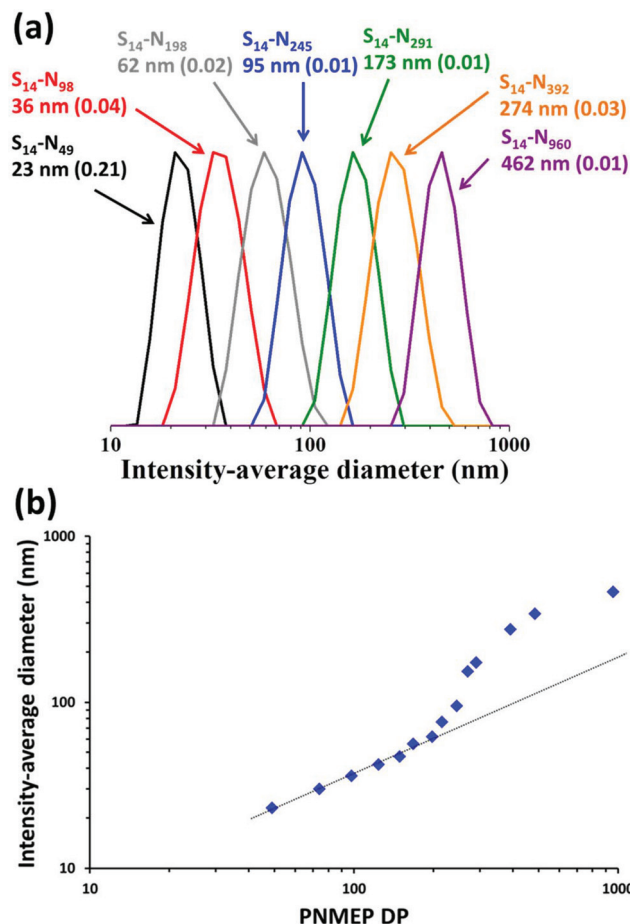 (a)
S14-N49
23 nm (0.21)
S14-N98
36 nm (0.04)
S14-N198
62 nm (0.02)
S14-N245
95 nm (0.01)
S14-N291
173 nm (0.01)
S14-N392
274 nm (0.03)
S14-N960
462 nm (0.01)
10 100 1000
Intensity-average diameter (nm)
(b)
Intensity-average diameter (nm)
1000
100
10
10 100 1000
PNMEP DP